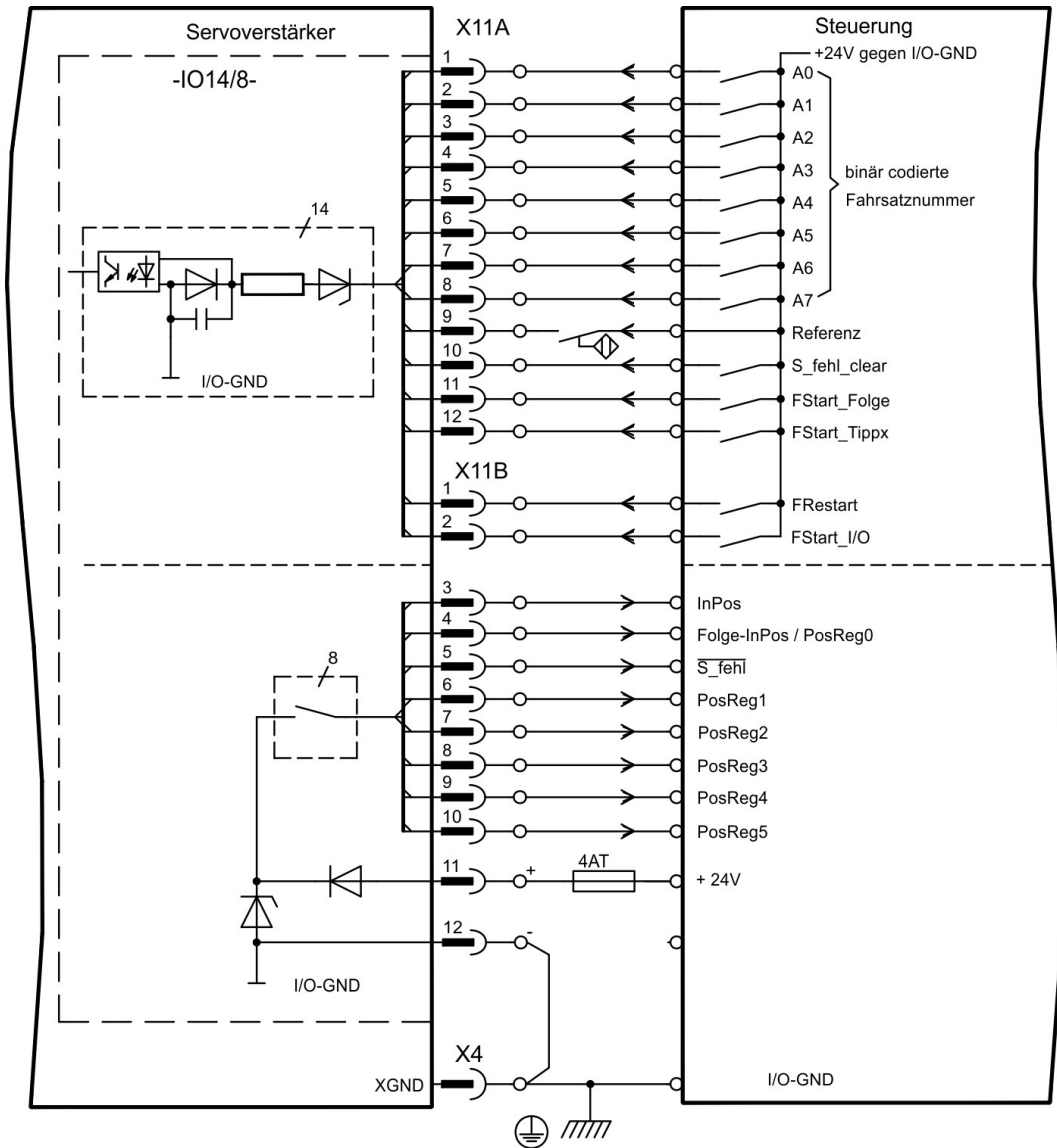 Servoverstärker
-IO14/8-
14
I/O-GND
8
I/O-GND
XGND
X11A
1
2
3
4
5
6
7
8
9
10
11
12
X11B
1
2
3
4
5
6
7
8
9
10
11
+
4AT
12
-
X4
Steuerung
+24V gegen I/O-GND
A0
A1
A2
A3
A4
A5
A6
A7
binär codierte
Fahrsatznummer
Referenz
S_fehl_clear
FStart_Folge
FStart_Tippx
FRestart
FStart_I/O
InPos
Folge-InPos / PosReg0
S_fehl
PosReg1
PosReg2
PosReg3
PosReg4
PosReg5
+ 24V
-
I/O-GND